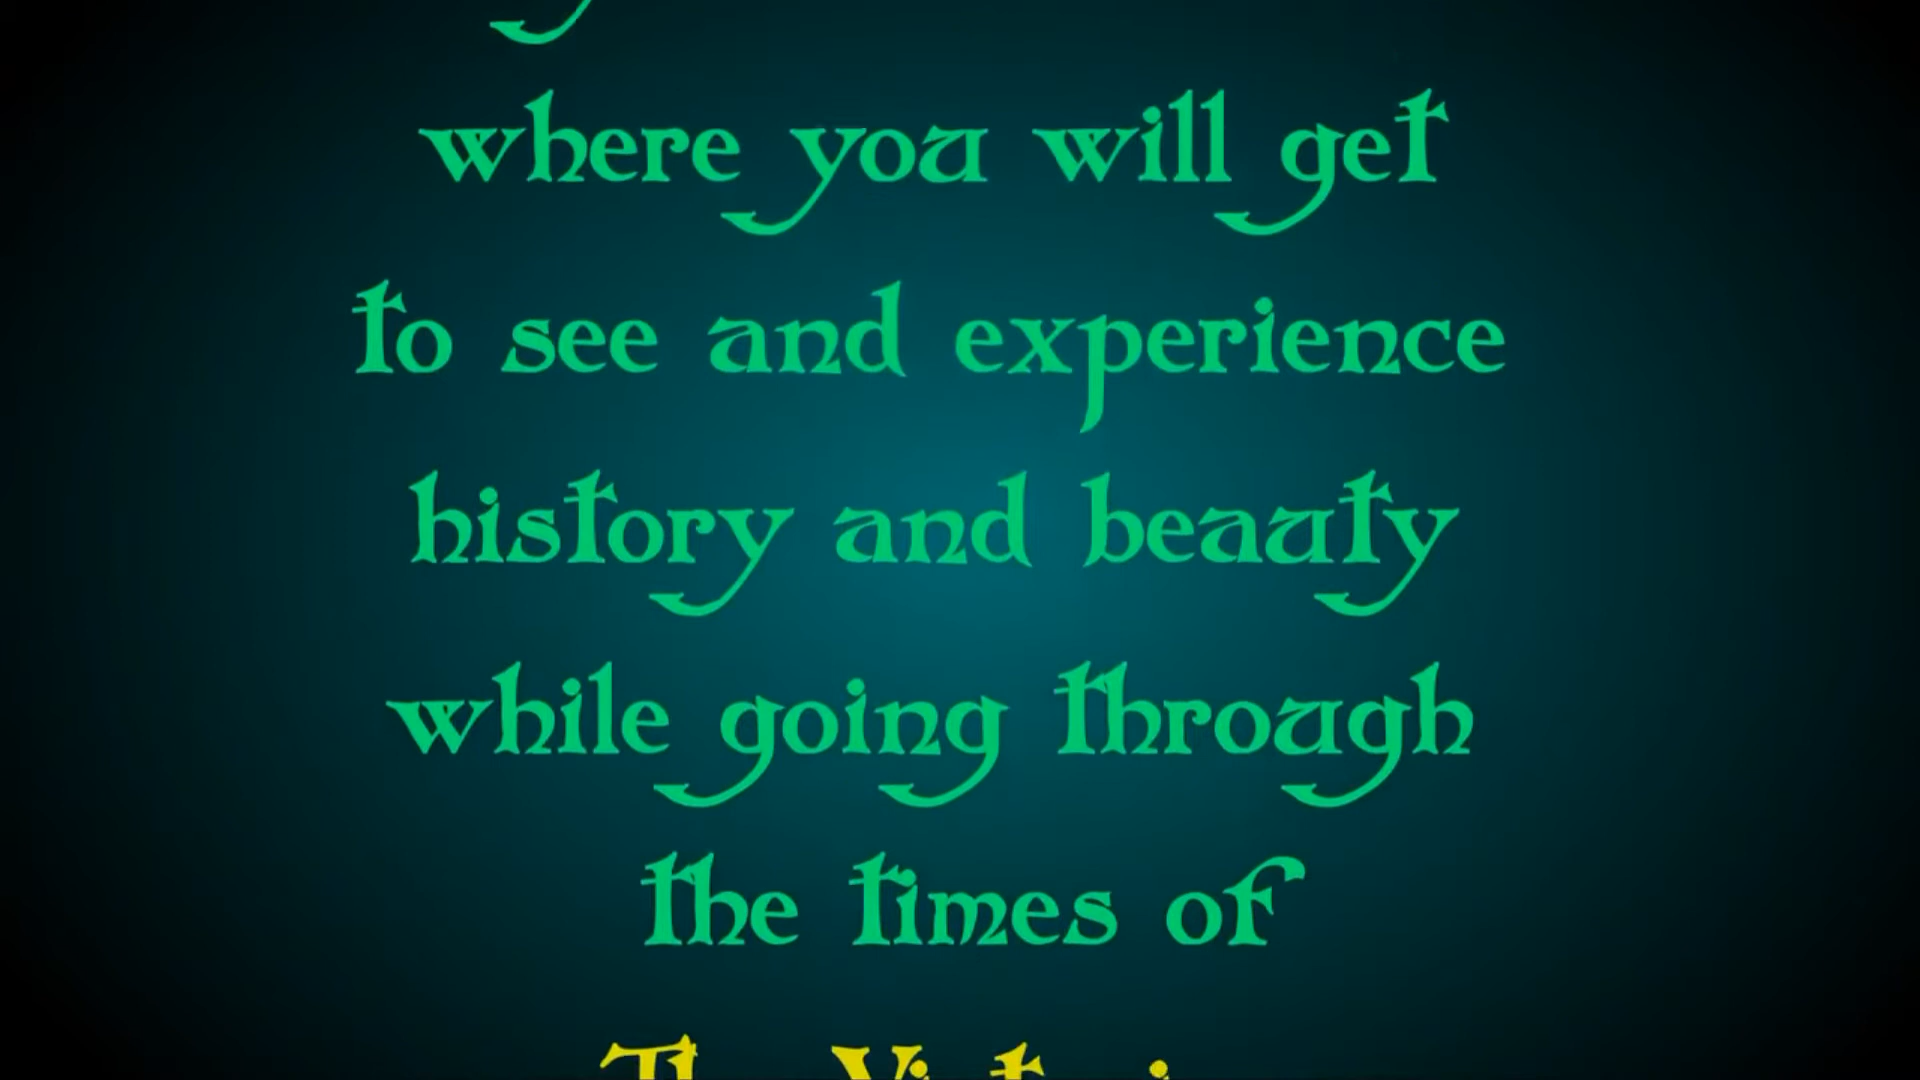 where you will get
to see and experience
history and beauty
while going through
the times of